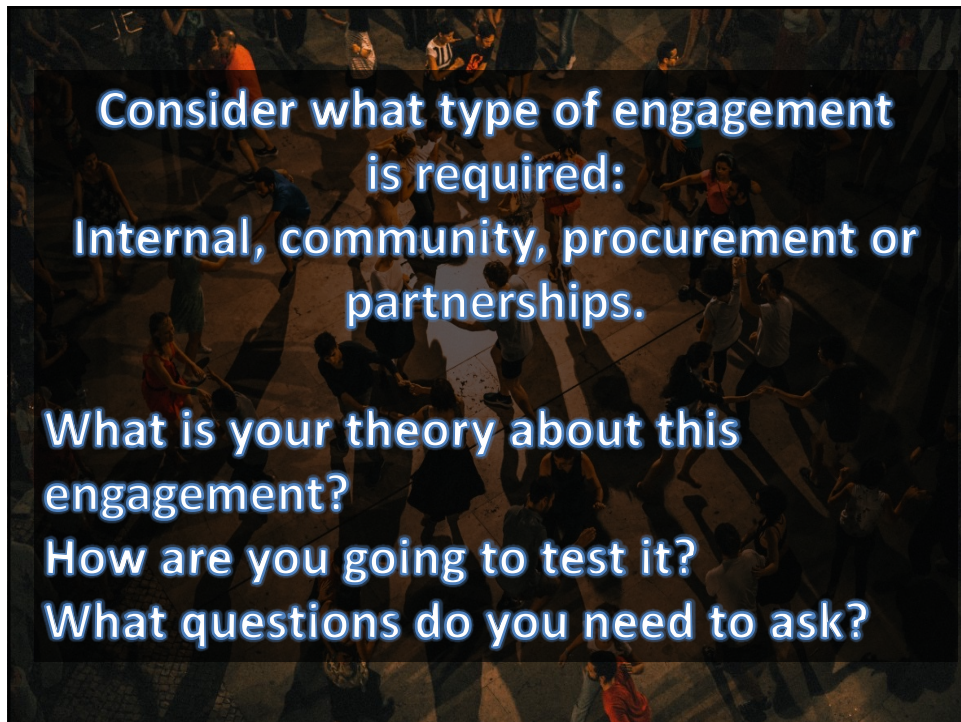 Consider what type of engagement
is required:
Internal, community, procurement or
partnerships.
What is your theory about this
engagement?
How are you going to test it?
What questions do you need to ask?